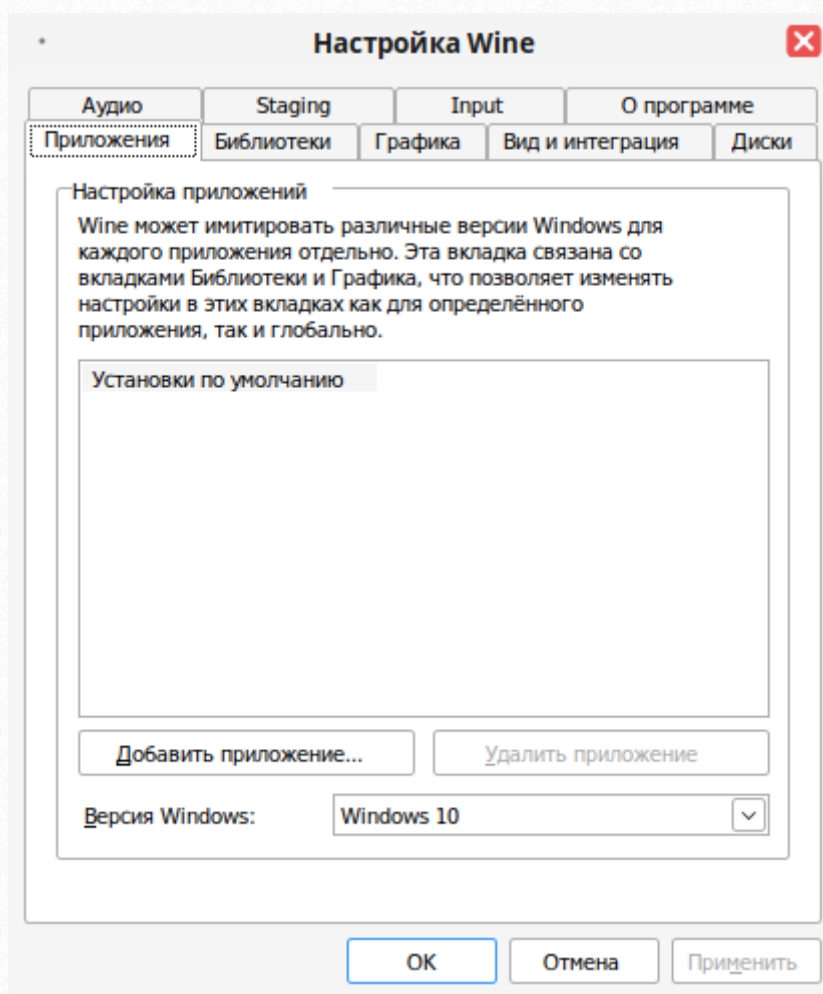 Настройка Wine
Аудио Staging Input О программе
Приложения Библиотеки Графика Вид и интеграция Диски
Настройка приложений
Wine может имитировать различные версии Windows для
каждого приложения отдельно. Эта вкладка связана со
вкладками Библиотеки и Графика, что позволяет изменять
настройки в этих вкладках как для определённого
приложения, так и глобально.
Установки по умолчанию
Добавить приложение... Удалить приложение
Версия Windows: Windows 10
ОК Отмена Применить